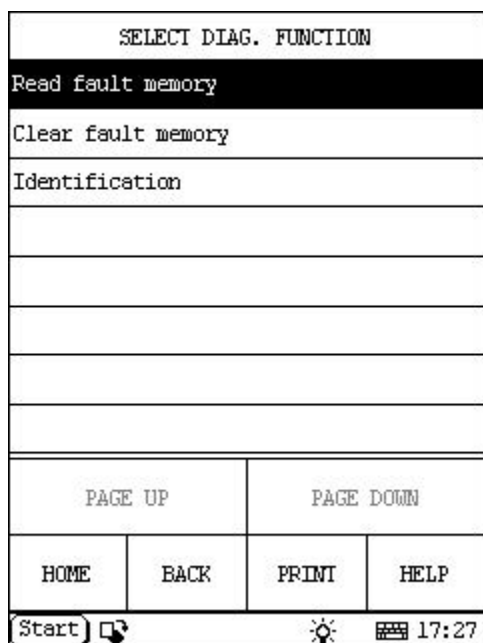 SELECT DIAG. FUNCTION
Read fault memory
Clear fault memory
Identification
PAGE UP PAGE DOWN
HOME BACK PRINT HELP
Start 17:27